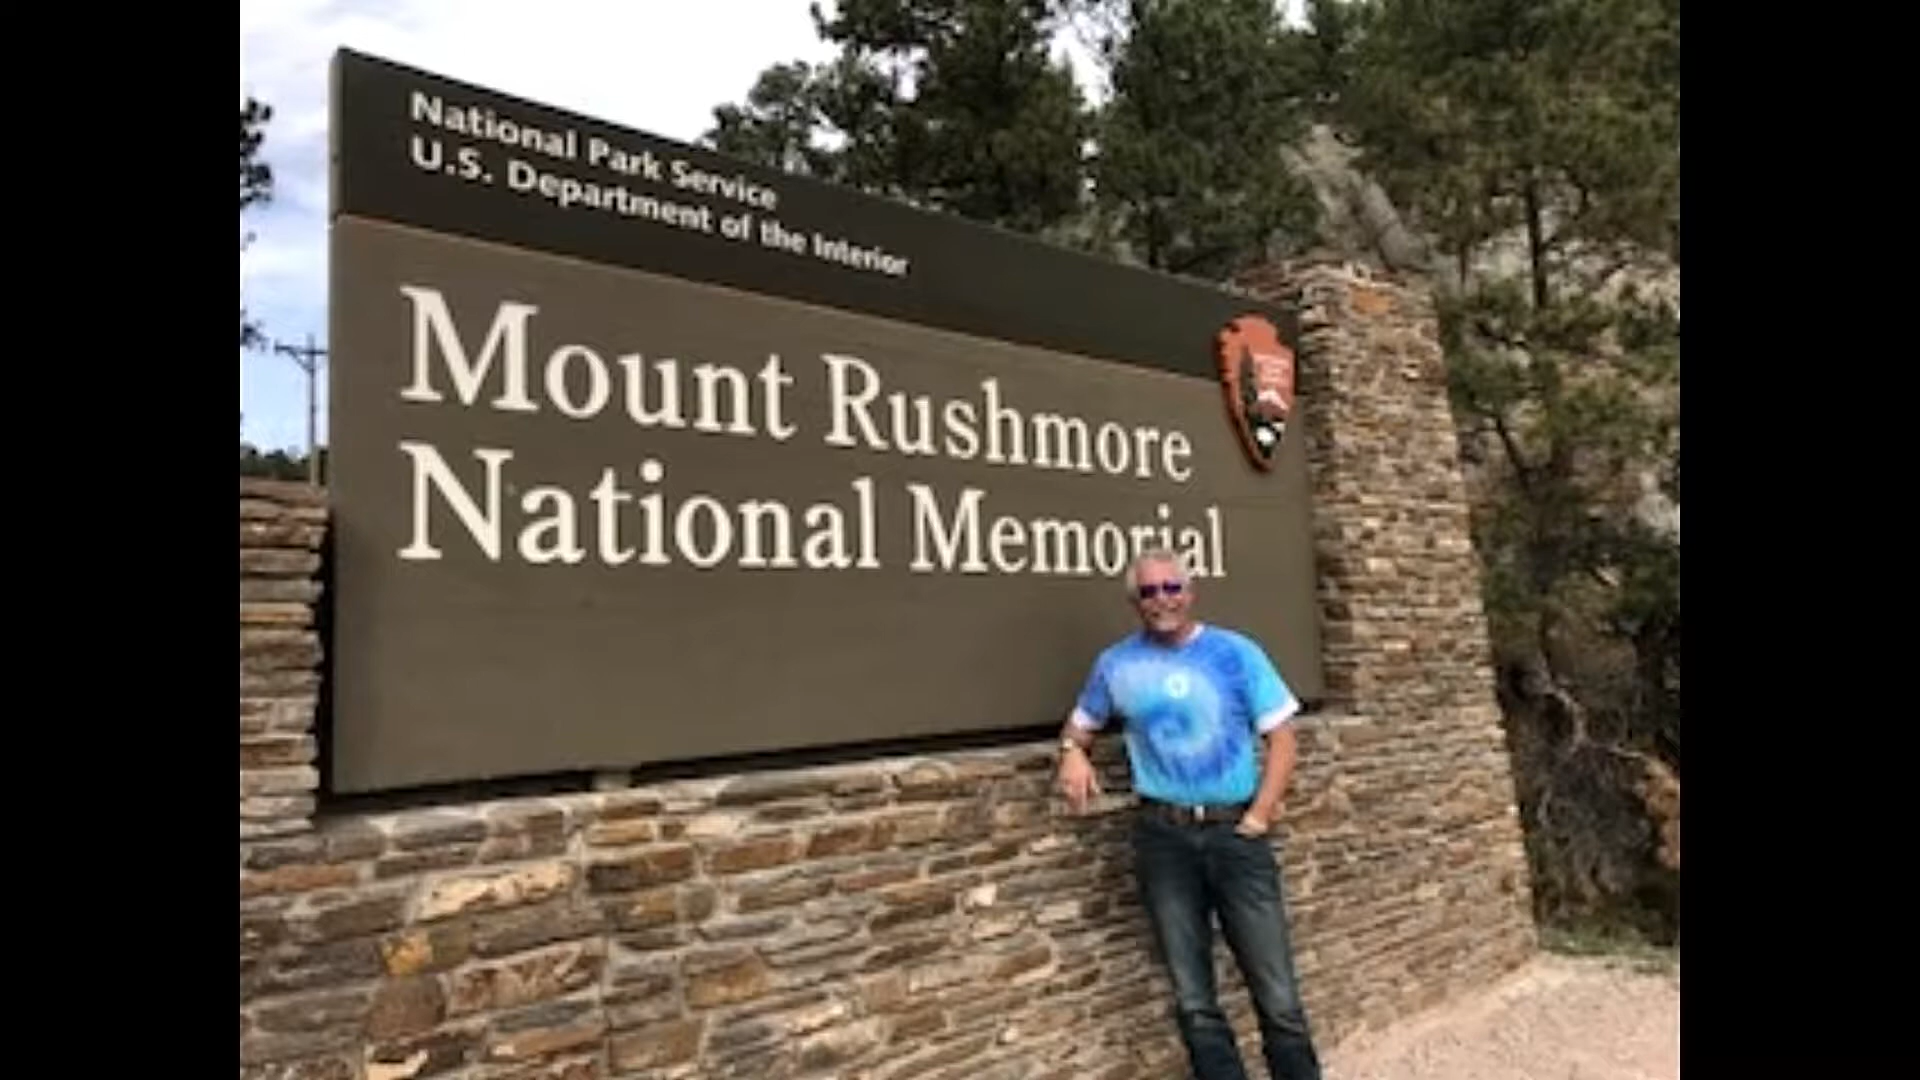 National Park Service
U.S. Department of the Interior
Mount Rushmore
National Memorial